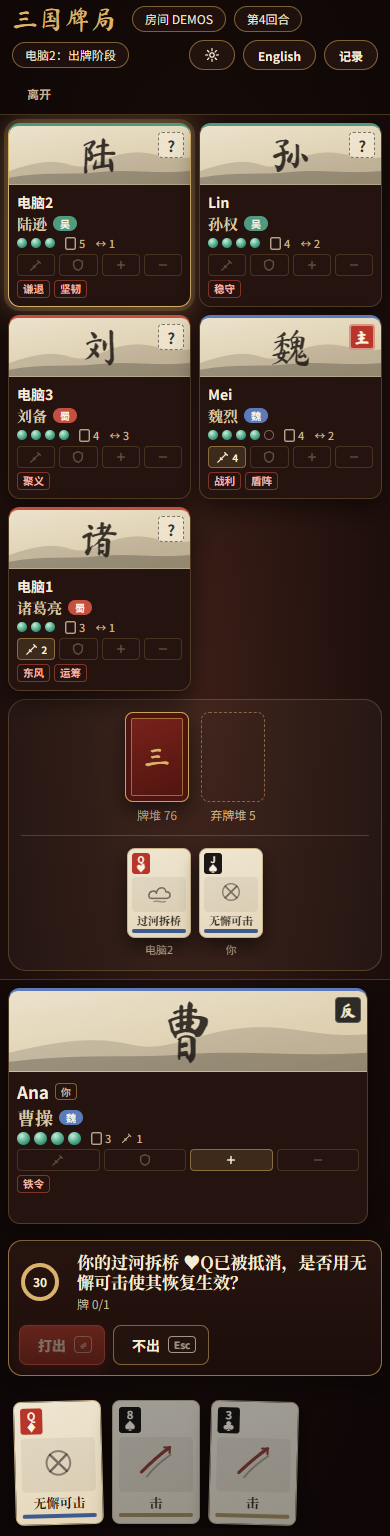 三国牌局
房间 DEMOS
第4回合
电脑2：出牌阶段
English
记录
离开
陆
?
电脑2
陆逊 吴
5 ↔1
+ −
谦退 坚韧
孙
?
Lin
孙权 吴
4 ↔2
+ −
稳守
刘
?
电脑3
刘备 蜀
4 ↔3
+ −
聚义
魏
主
Mei
魏烈 魏
4 ↔2
4 + −
战利 盾阵
诸
?
电脑1
诸葛亮 蜀
3 ↔1
2 + −
东风 运筹
三
牌堆 76
弃牌堆 5
Q♥
过河拆桥
电脑2
J♠
无懈可击
你
曹
反
Ana 你
曹操 魏
3 1
+ −
铁令
30
你的过河拆桥 ♥Q已被抵消，是否用无
懈可击使其恢复生效？
牌 0/1
打出
不出 Esc
Q♦
无懈可击
8♠
击
3♣
击